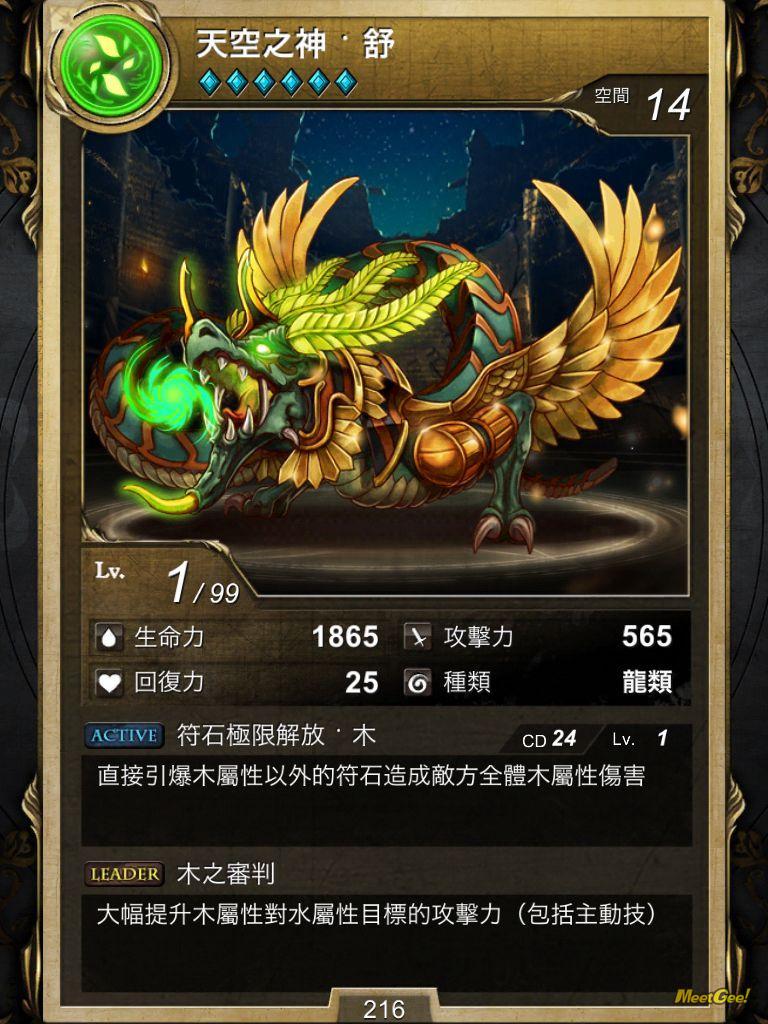 天空之神‧舒
空間 14
Lv. 1/99
生命力 1865 攻擊力 565
回復力 25 種類 龍類
ACTIVE 符石極限解放‧木 CD 24 Lv. 1
直接引爆木屬性以外的符石造成敵方全體木屬性傷害
LEADER 木之審判
大幅提升木屬性對水屬性目標的攻擊力（包括主動技）
MeetGee!
216